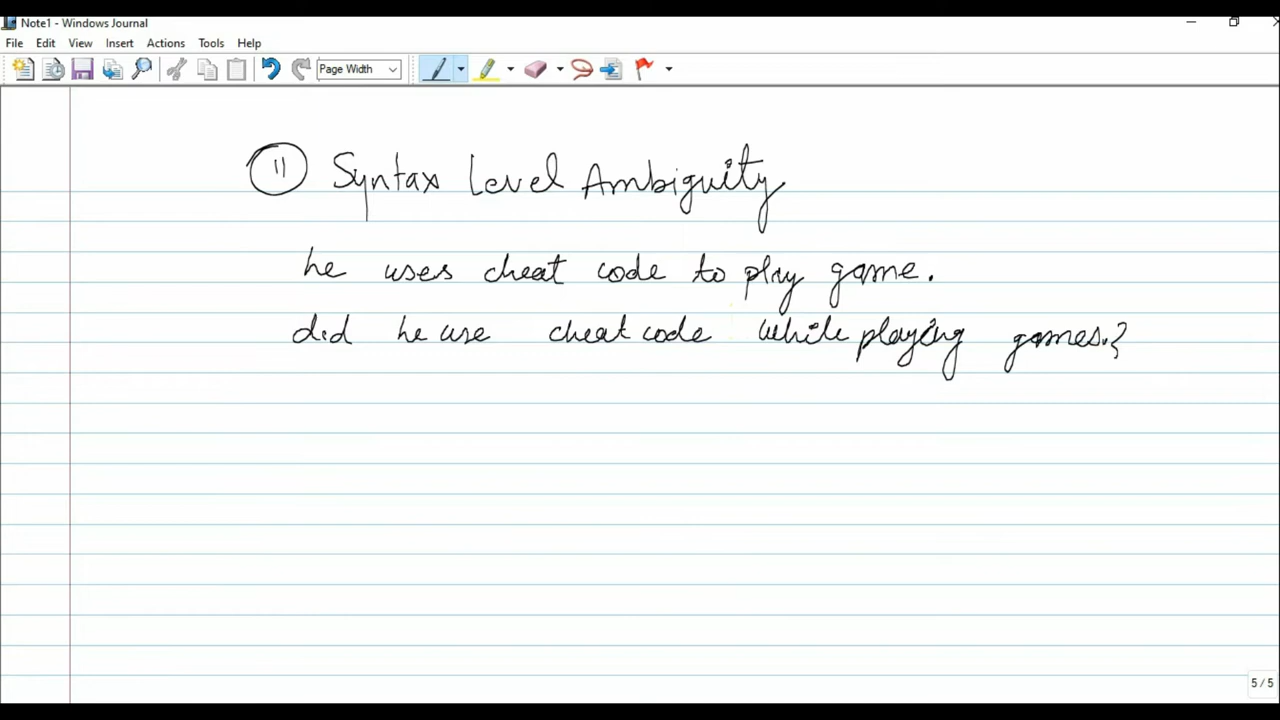 Note1 - Windows Journal
File Edit View Insert Actions Tools Help
Page Width
11 Syntax Level Ambiguity
he uses cheat code to play game.
did he use cheat code while playing games.?
5 / 5